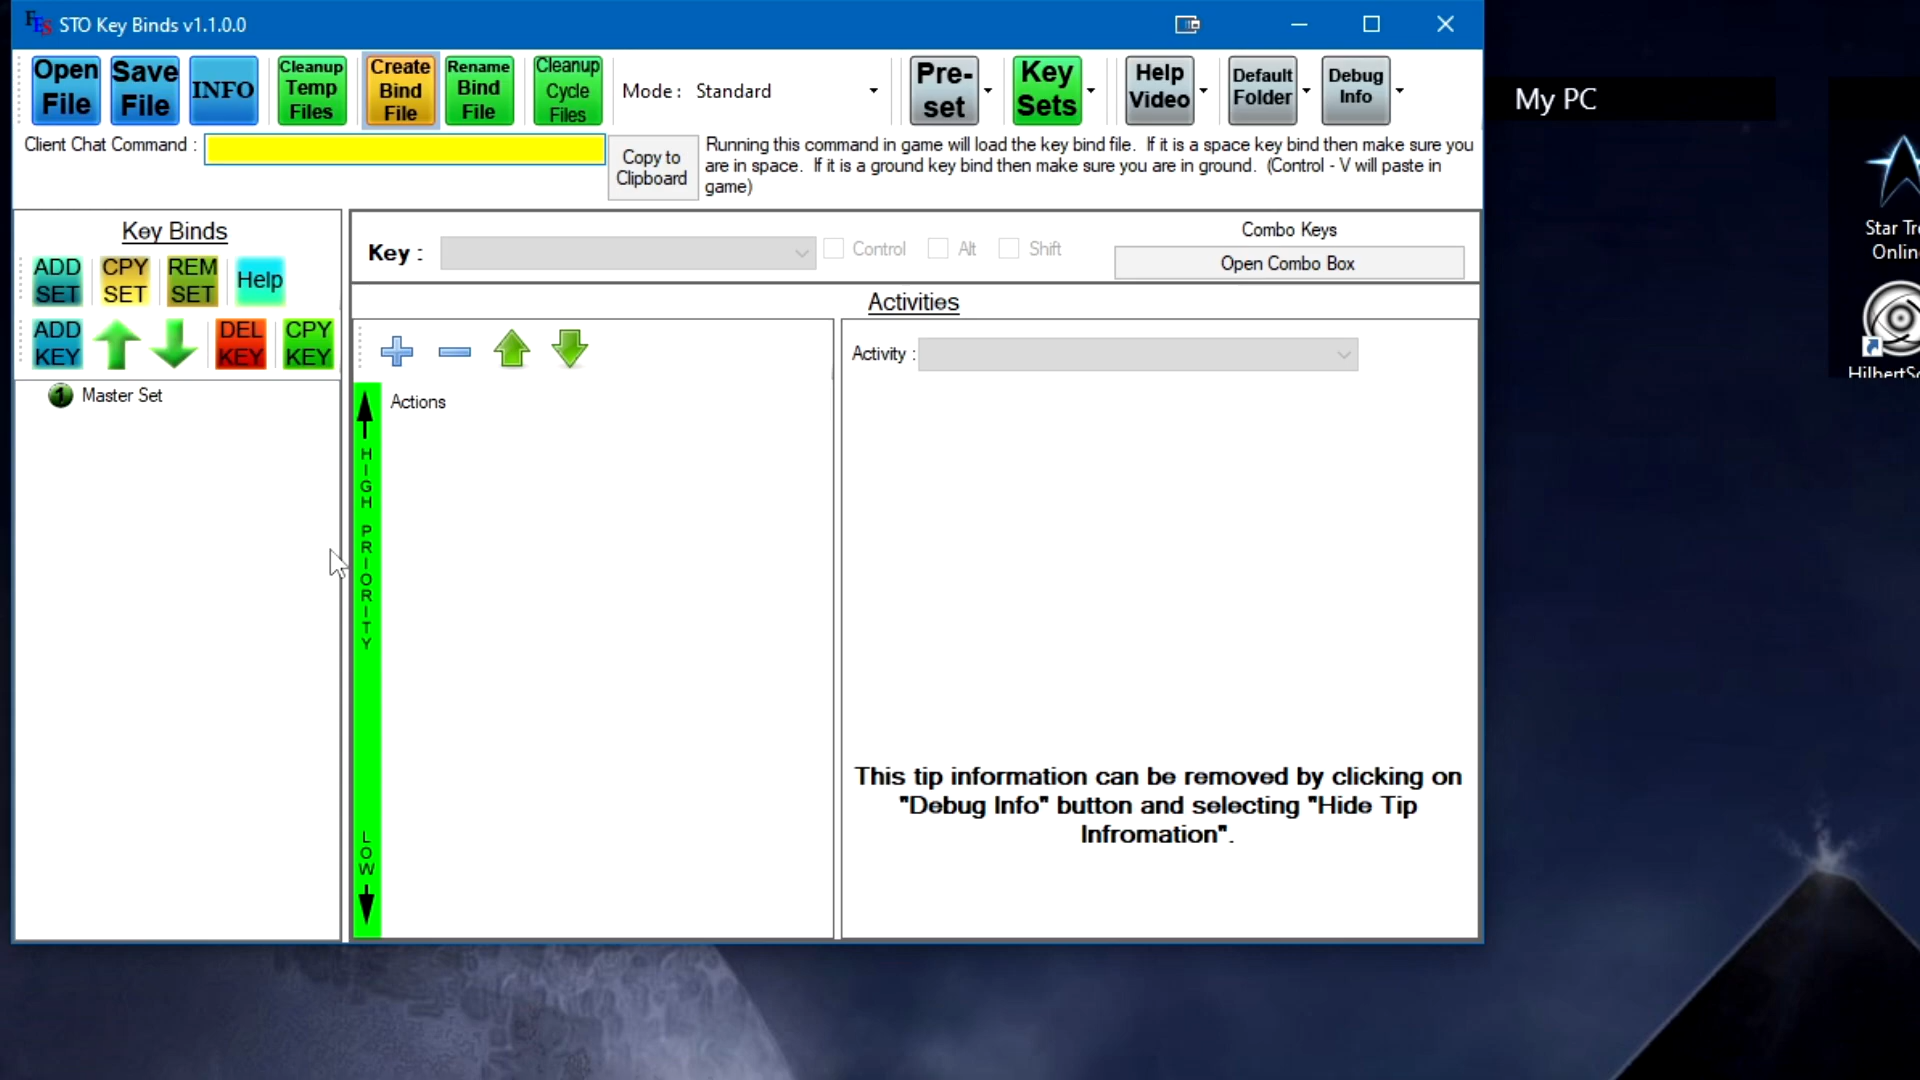 FES STO Key Binds v1.1.0.0
Open File
Save File
INFO
Cleanup Temp Files
Create Bind File
Rename Bind File
Cleanup Cycle Files
Mode : Standard
Pre-set
Key Sets
Help Video
Default Folder
Debug Info
My PC
Client Chat Command :
Copy to Clipboard
Running this command in game will load the key bind file. If it is a space key bind then make sure you
are in space. If it is a ground key bind then make sure you are in ground. (Control - V will paste in
game)
Star Tr
Onlin
Key Binds
ADD SET
CPY SET
REM SET
Help
ADD KEY
DEL KEY
CPY KEY
1 Master Set
Key :
Control
Alt
Shift
Combo Keys
Open Combo Box
Activities
Activity :
HilbertS
Actions
HIGH PRIORITY
LOW
This tip information can be removed by clicking on
"Debug Info" button and selecting "Hide Tip
Infromation".